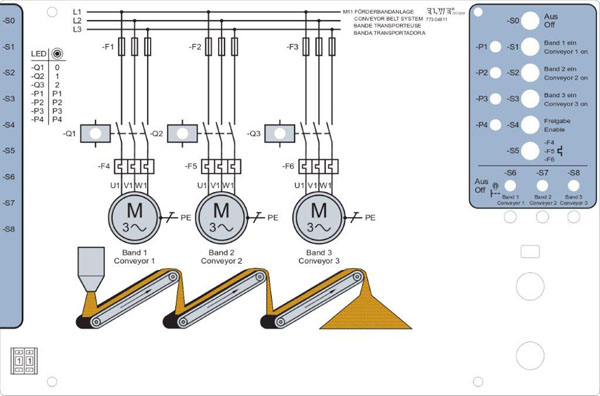 L1
L2
L3
M11 FÖRDERBANDANLAGE
CONVEYOR BELT SYSTEM 773 04811
BANDE TRANSPORTEUSE
BANDA TRANSPORTADORA
-S0
-S1
-S2
-S3
-S4
-S5
-S6
-S7
-S8
LED
-Q1 0
-Q2 1
-Q3 2
-P1 P1
-P2 P2
-P3 P3
-P4 P4
-F1 -F2 -F3
-Q1 -Q2 -Q3
-F4 -F5 -F6
U1 V1 W1 U1 V1 W1 U1 V1 W1
M M M
3~ PE 3~ PE 3~ PE
Band 1 Band 2 Band 3
Conveyor 1 Conveyor 2 Conveyor 3
1 1
-S0 Aus
Off
-P1 -S1 Band 1 ein
Conveyor 1 on
-P2 -S2 Band 2 ein
Conveyor 2 on
-P3 -S3 Band 3 ein
Conveyor 3 on
-P4 -S4 Freigabe
Enable
-S5 -F4
-F5
-F6
-S6 -S7 -S8
Aus
Off
Band 1 Band 2 Band 3
Conveyor 1 Conveyor 2 Conveyor 3